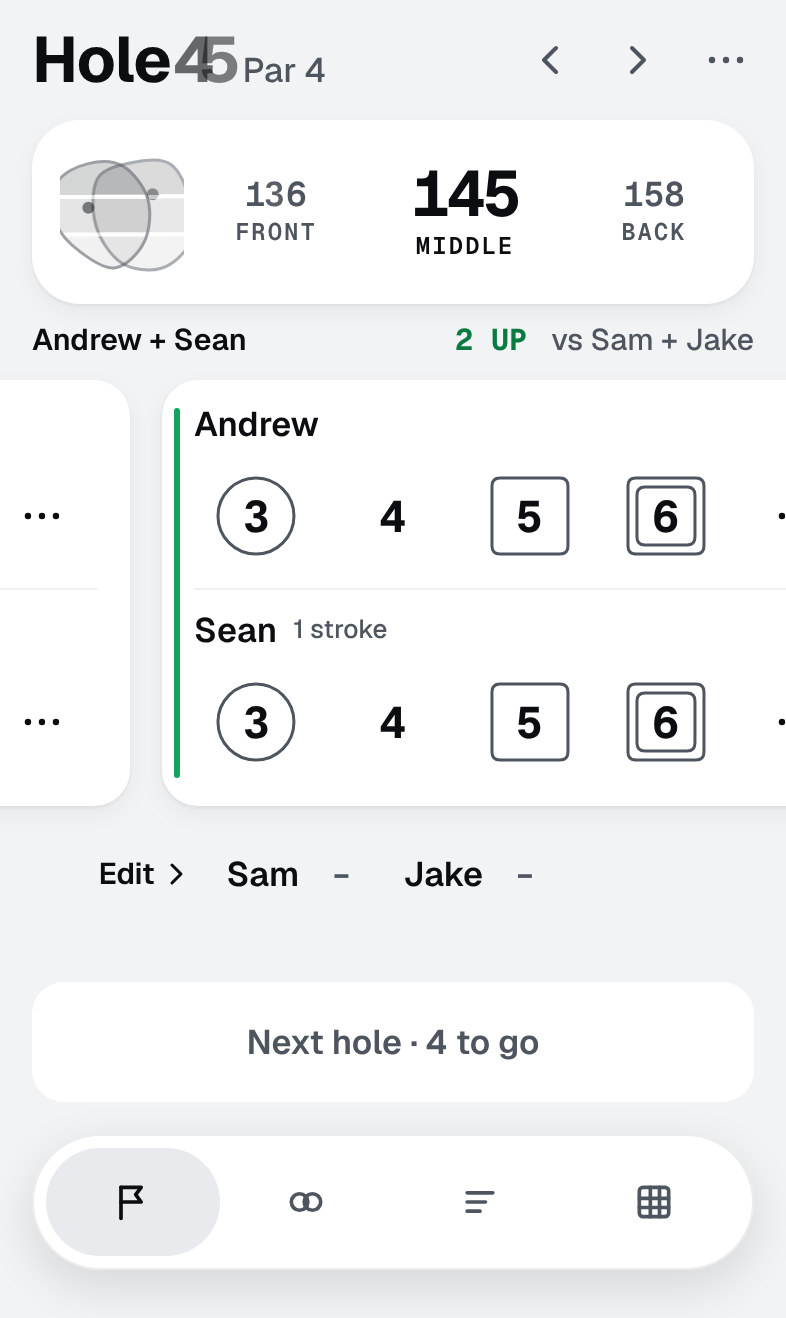 Hole 45 Par 4
136 145 158
FRONT MIDDLE BACK
Andrew + Sean 2 UP vs Sam + Jake
Andrew
3 4 5 6
Sean 1 stroke
3 4 5 6
Edit Sam – Jake –
Next hole · 4 to go